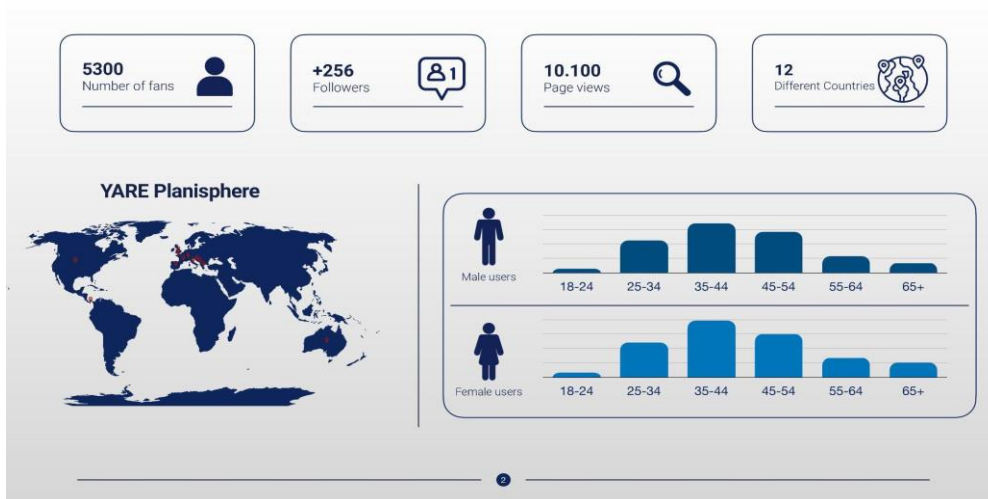 5300
Number of fans
+256
Followers
1
10.100
Page views
12
Different Countries
YARE Planisphere
Male users
18-24 25-34 35-44 45-54 55-64 65+
Female users
18-24 25-34 35-44 45-54 55-64 65+
2